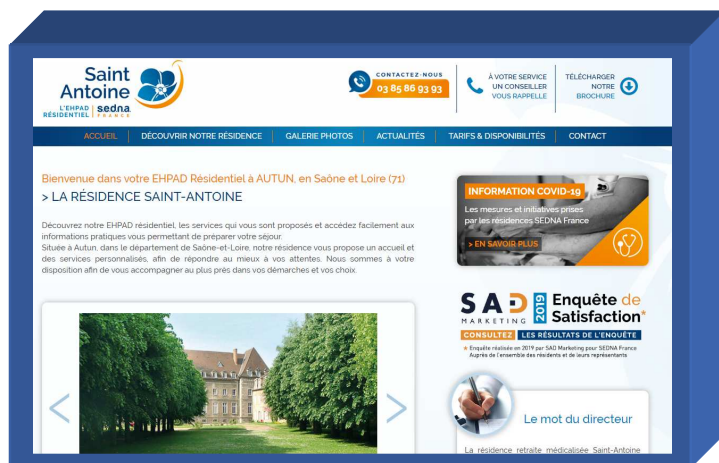 Saint
Antoine
L'EHPAD
RÉSIDENTIEL
sedna
FRANCE
CONTACTEZ-NOUS
03 85 86 93 93
À VOTRE SERVICE
UN CONSEILLER
VOUS RAPPELLE
TÉLÉCHARGER
NOTRE
BROCHURE
ACCUEIL DÉCOUVRIR NOTRE RÉSIDENCE GALERIE PHOTOS ACTUALITÉS TARIFS & DISPONIBILITÉS CONTACT
Bienvenue dans votre EHPAD Résidentiel à AUTUN, en Saône et Loire (71)
> LA RÉSIDENCE SAINT-ANTOINE
Découvrez notre EHPAD résidentiel, les services qui vous sont proposés et accédez facilement aux
informations pratiques vous permettant de préparer votre séjour.
Située à Autun, dans le département de Saône-et-Loire, notre résidence vous propose un accueil et
des services personnalisés, afin de répondre au mieux à vos attentes. Nous sommes à votre
disposition afin de vous accompagner au plus près dans vos démarches et vos choix.
INFORMATION COVID-19
Les mesures et initiatives prises
par les résidences SEDNA France
> EN SAVOIR PLUS
SAD
MARKETING
2019
Enquête de
Satisfaction*
CONSULTEZ LES RÉSULTATS DE L'ENQUÊTE
* Enquête réalisée en 2019 par SAD Marketing pour SEDNA France
Auprès de l'ensemble des résidents et de leurs représentants
Le mot du directeur
La résidence retraite médicalisée Saint-Antoine